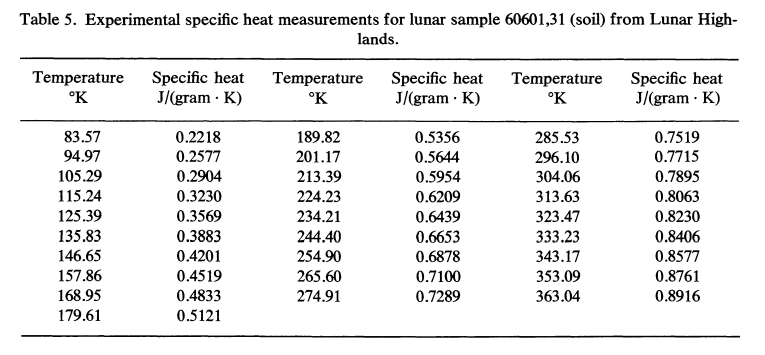 Table 5. Experimental specific heat measurements for lunar sample 60601,31 (soil) from Lunar High-
lands.
Temperature Specific heat Temperature Specific heat Temperature Specific heat
°K J/(gram · K) °K J/(gram · K) °K J/(gram · K)
83.57 0.2218 189.82 0.5356 285.53 0.7519
94.97 0.2577 201.17 0.5644 296.10 0.7715
105.29 0.2904 213.39 0.5954 304.06 0.7895
115.24 0.3230 224.23 0.6209 313.63 0.8063
125.39 0.3569 234.21 0.6439 323.47 0.8230
135.83 0.3883 244.40 0.6653 333.23 0.8406
146.65 0.4201 254.90 0.6878 343.17 0.8577
157.86 0.4519 265.60 0.7100 353.09 0.8761
168.95 0.4833 274.91 0.7289 363.04 0.8916
179.61 0.5121